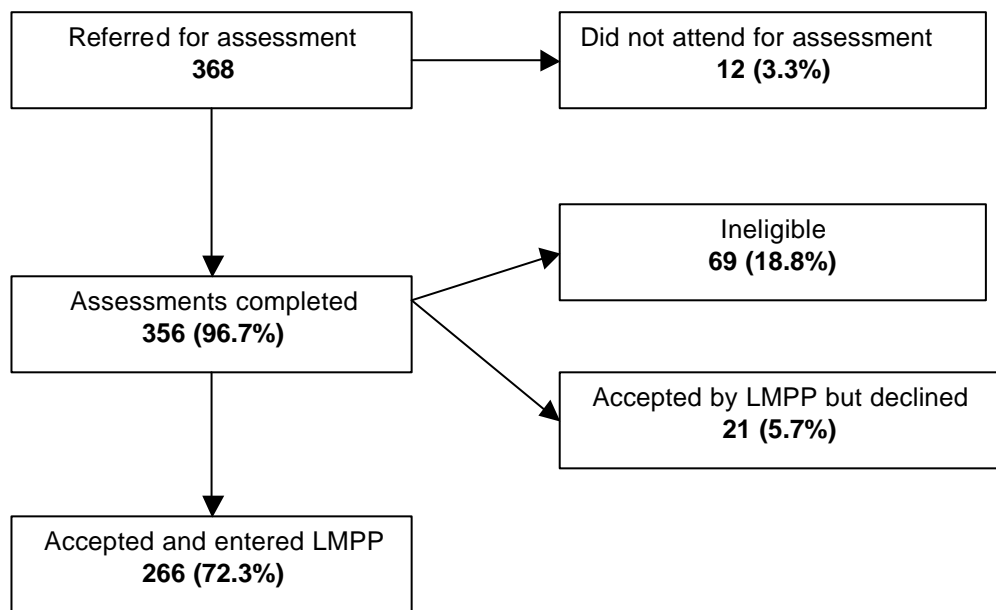 Referred for assessment
368
Did not attend for assessment
12 (3.3%)
Ineligible
69 (18.8%)
Assessments completed
356 (96.7%)
Accepted by LMPP but declined
21 (5.7%)
Accepted and entered LMPP
266 (72.3%)